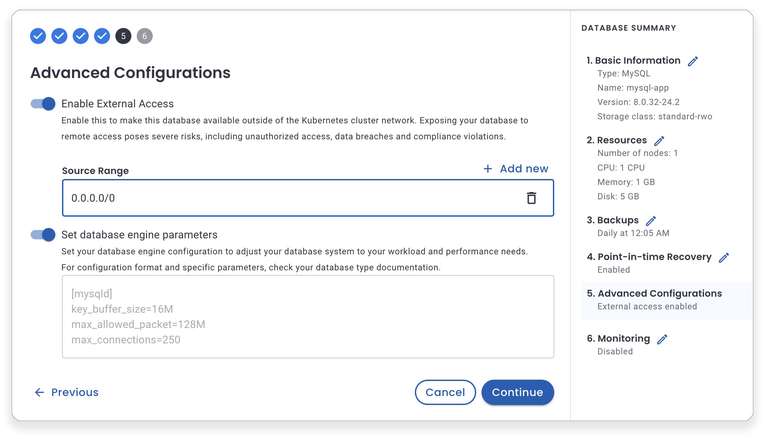 5 6
Advanced Configurations
Enable External Access
Enable this to make this database available outside of the Kubernetes cluster network. Exposing your database to
remote access poses severe risks, including unauthorized access, data breaches and compliance violations.
Source Range
+ Add new
0.0.0.0/0
Set database engine parameters
Set your database engine configuration to adjust your database system to your workload and performance needs.
For configuration format and specific parameters, check your database type documentation.
[mysqld]
key_buffer_size=16M
max_allowed_packet=128M
max_connections=250
Previous
Cancel
Continue
DATABASE SUMMARY
1. Basic Information
Type: MySQL
Name: mysql-app
Version: 8.0.32-24.2
Storage class: standard-rwo
2. Resources
Number of nodes: 1
CPU: 1 CPU
Memory: 1 GB
Disk: 5 GB
3. Backups
Daily at 12:05 AM
4. Point-in-time Recovery
Enabled
5. Advanced Configurations
External access enabled
6. Monitoring
Disabled